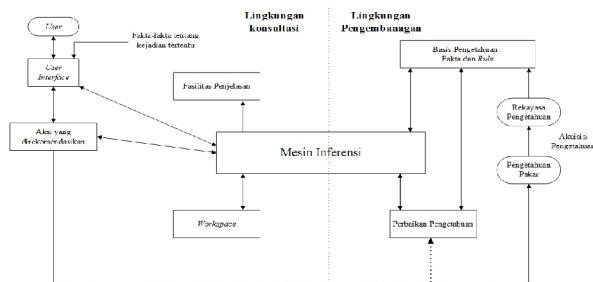 Lingkungan
konsultasi
Lingkungan
Pengembanagan
User
Fakta-fakta tentang
kejadian tertentu
User
Interface
Fasilitas Penjelasan
Basis Pengetahuan :
Fakta dan Rule
Aksi yang
direkomendasikan
Mesin Inferensi
Rekayasa
Pengetahuan
Akuisisi
Pengetahuan
Pengetahuan
Pakar
Workspace
Perbaikan Pengetahuan